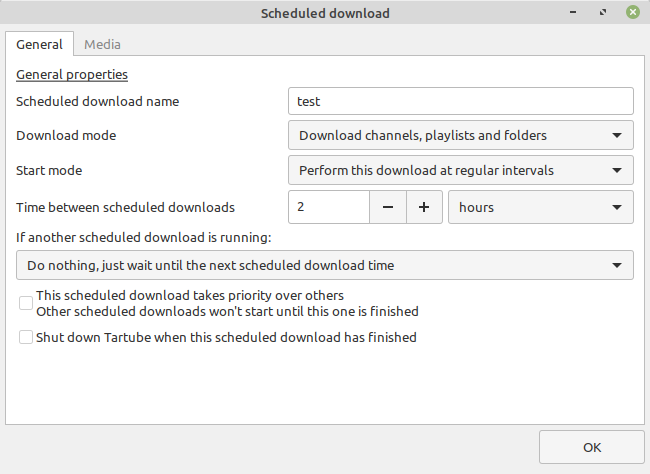 Scheduled download
General Media
General properties
Scheduled download name test
Download mode Download channels, playlists and folders
Start mode Perform this download at regular intervals
Time between scheduled downloads 2 − + hours
If another scheduled download is running:
Do nothing, just wait until the next scheduled download time
This scheduled download takes priority over others
Other scheduled downloads won't start until this one is finished
Shut down Tartube when this scheduled download has finished
OK